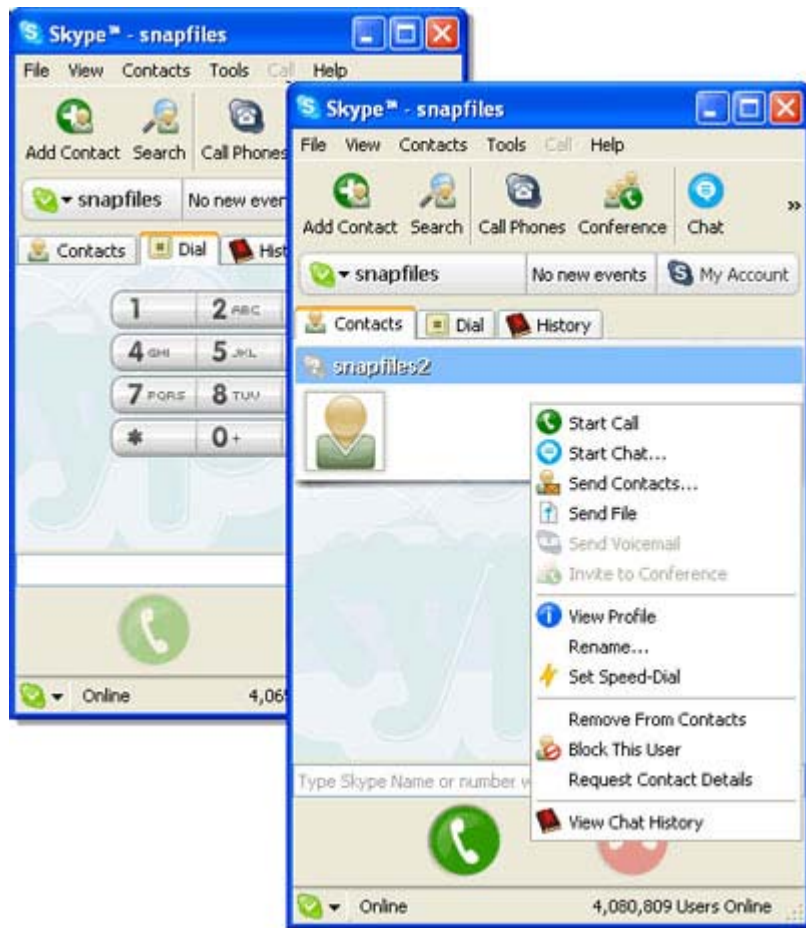 Skype™ - snapfiles
File View Contacts Tools Call Help
Add Contact Search Call Phones
snapfiles No new even
Contacts Dial Hist
1 2 ABC
4 GHI 5 JKL
7 PQRS 8 TUV
* 0 +
Online 4,065
Skype™ - snapfiles
File View Contacts Tools Call Help
Add Contact Search Call Phones Conference Chat »
snapfiles No new events My Account
Contacts Dial History
snapfiles2
Start Call
Start Chat...
Send Contacts...
Send File
Send Voicemail
Invite to Conference
View Profile
Rename...
Set Speed-Dial
Remove From Contacts
Block This User
Request Contact Details
View Chat History
Type Skype Name or number w
Online 4,080,809 Users Online